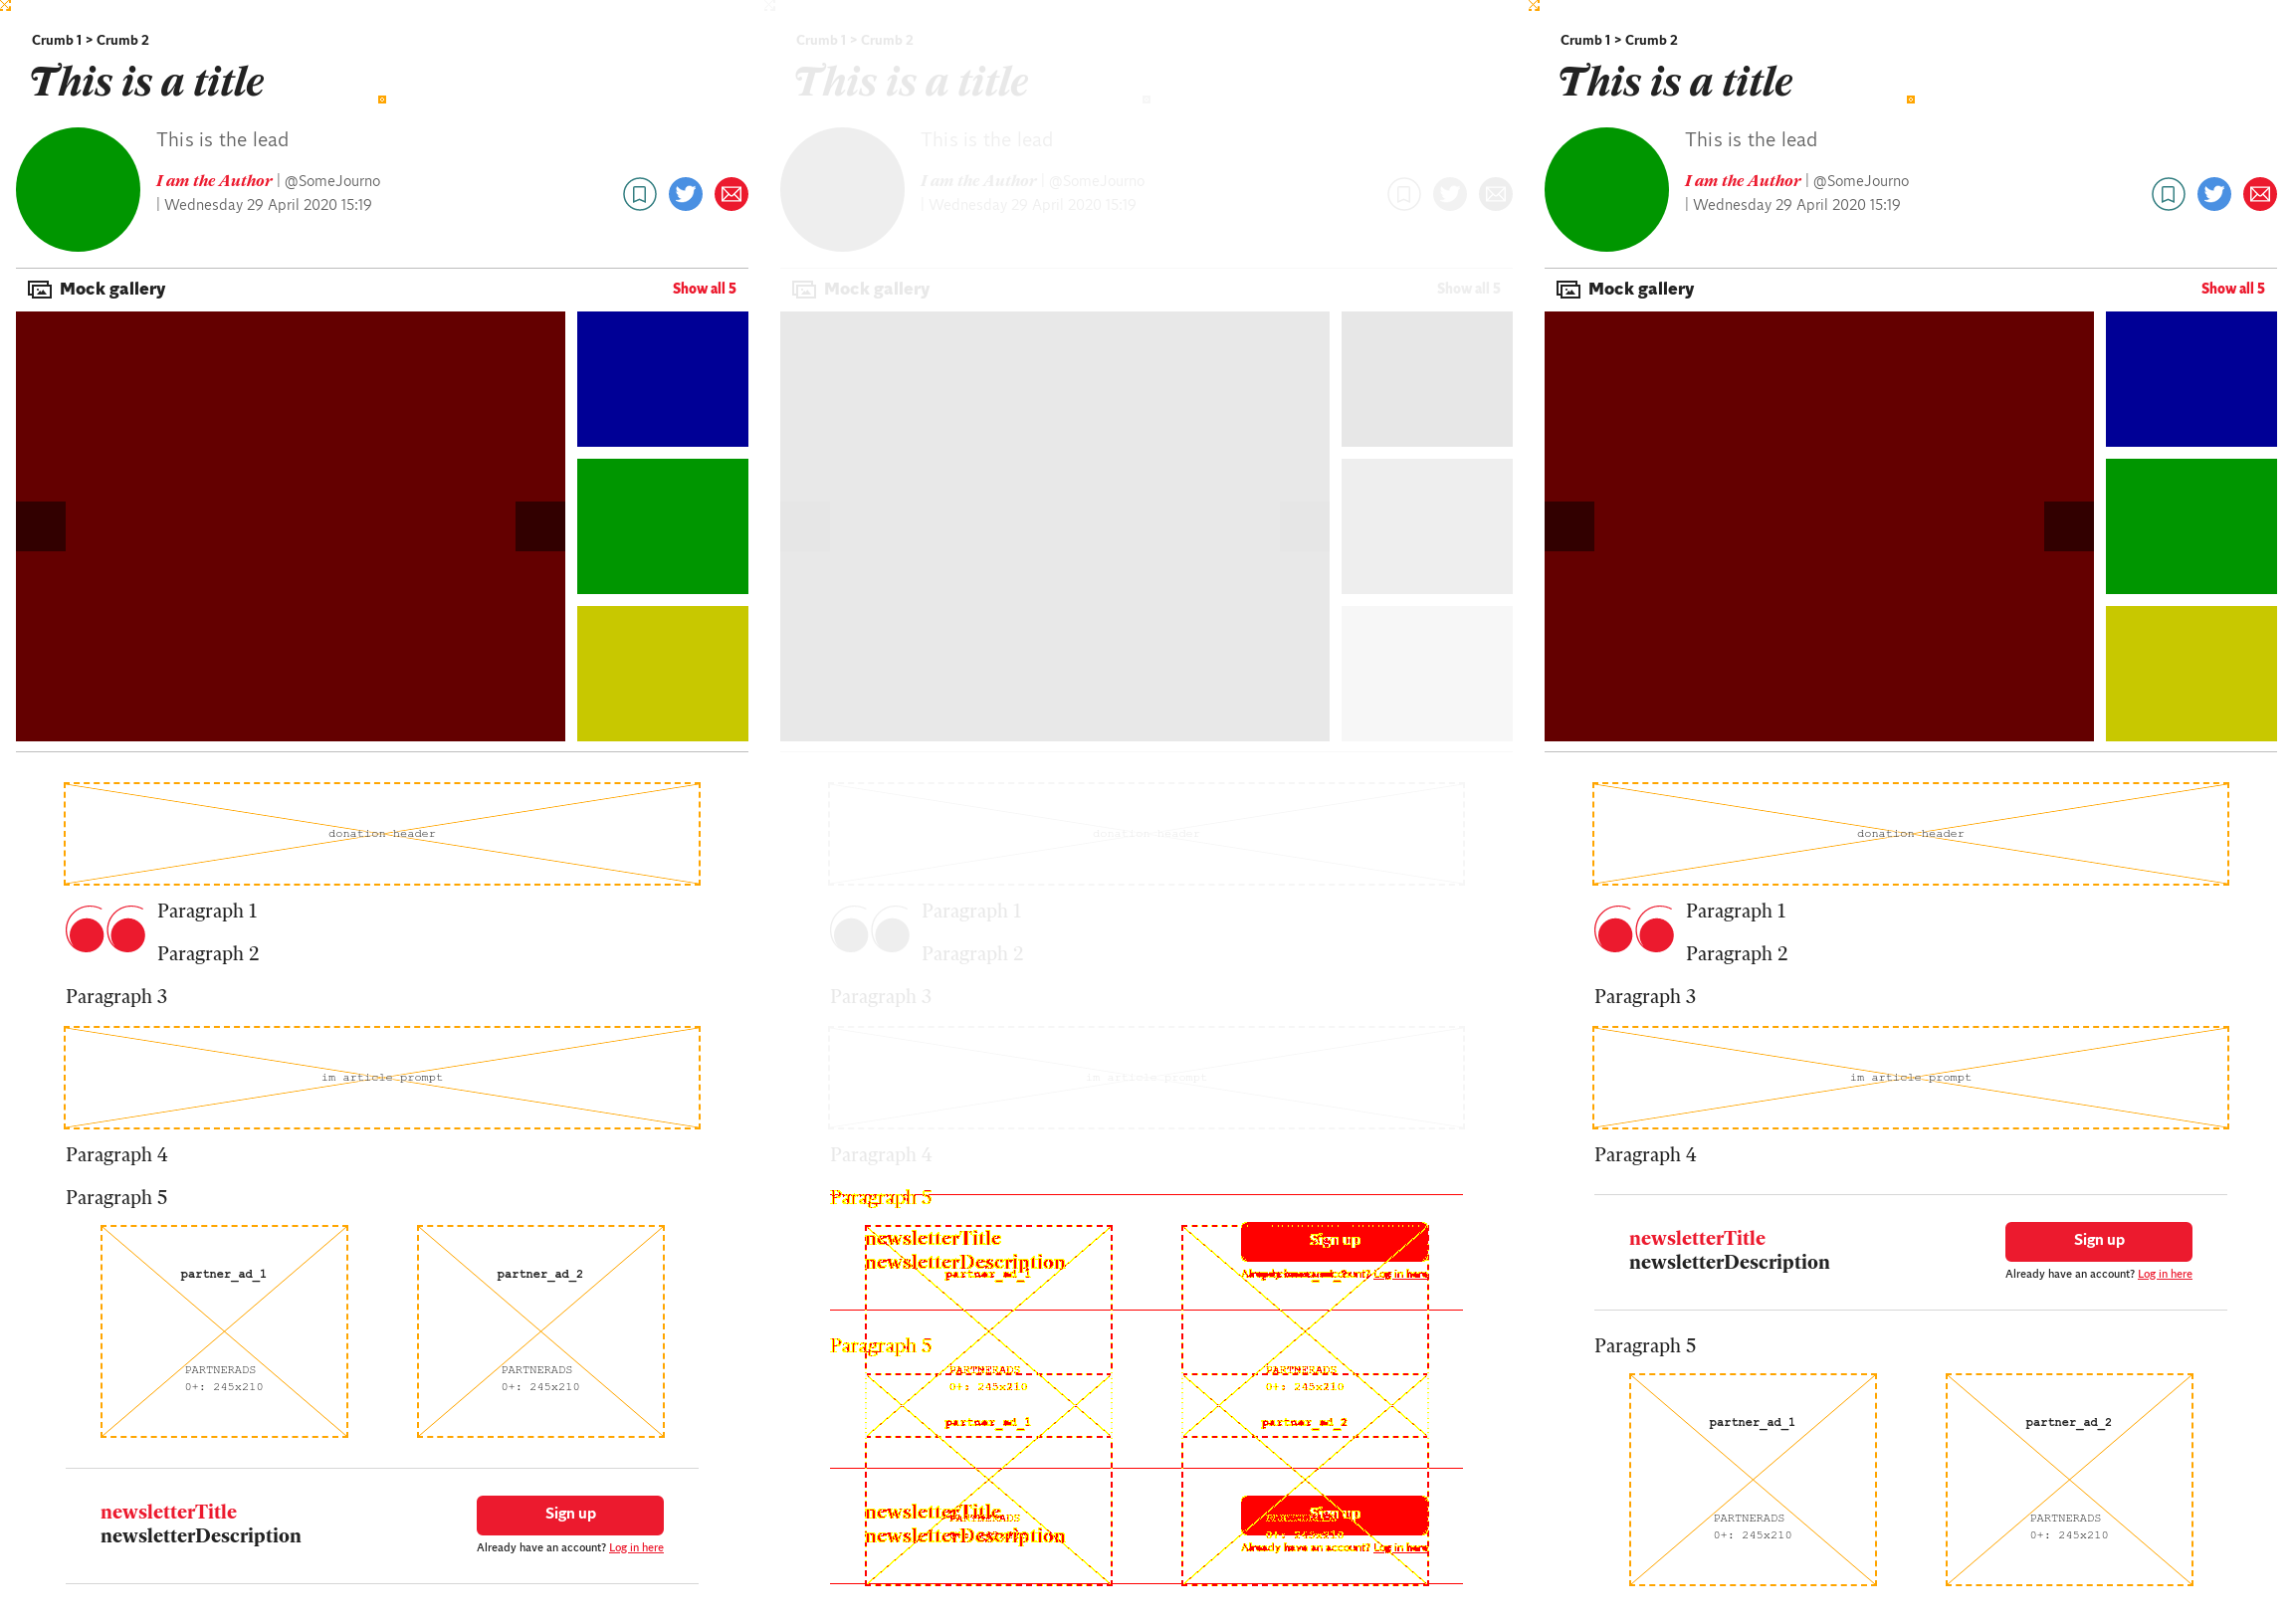 Crumb 1 > Crumb 2
This is a title
This is the lead
I am the Author | @SomeJourno
| Wednesday 29 April 2020 15:19
Mock gallery
Show all 5
donation header
Paragraph 1
Paragraph 2
Paragraph 3
im article prompt
Paragraph 4
Paragraph 5
partner_ad_1
PARTNERADS
0+: 245x210
partner_ad_2
PARTNERADS
0+: 245x210
newsletterTitle
newsletterDescription
Sign up
Already have an account? Log in here
Crumb 1 > Crumb 2
This is a title
This is the lead
I am the Author | @SomeJourno
| Wednesday 29 April 2020 15:19
Mock gallery
Show all 5
donation header
Paragraph 1
Paragraph 2
Paragraph 3
im article prompt
Paragraph 4
Paragraph 5
newsletterTitle
newsletterDescription
partner_ad_1
Sign up
Already have an account? Log in here
Paragraph 5
PARTNERADS
0+: 245x210
PARTNERADS
0+: 245x210
partner_ad_1
partner_ad_2
newsletterTitle
newsletterDescription
Sign up
Already have an account? Log in here
Crumb 1 > Crumb 2
This is a title
This is the lead
I am the Author | @SomeJourno
| Wednesday 29 April 2020 15:19
Mock gallery
Show all 5
donation header
Paragraph 1
Paragraph 2
Paragraph 3
im article prompt
Paragraph 4
newsletterTitle
newsletterDescription
Sign up
Already have an account? Log in here
Paragraph 5
partner_ad_1
PARTNERADS
0+: 245x210
partner_ad_2
PARTNERADS
0+: 245x210